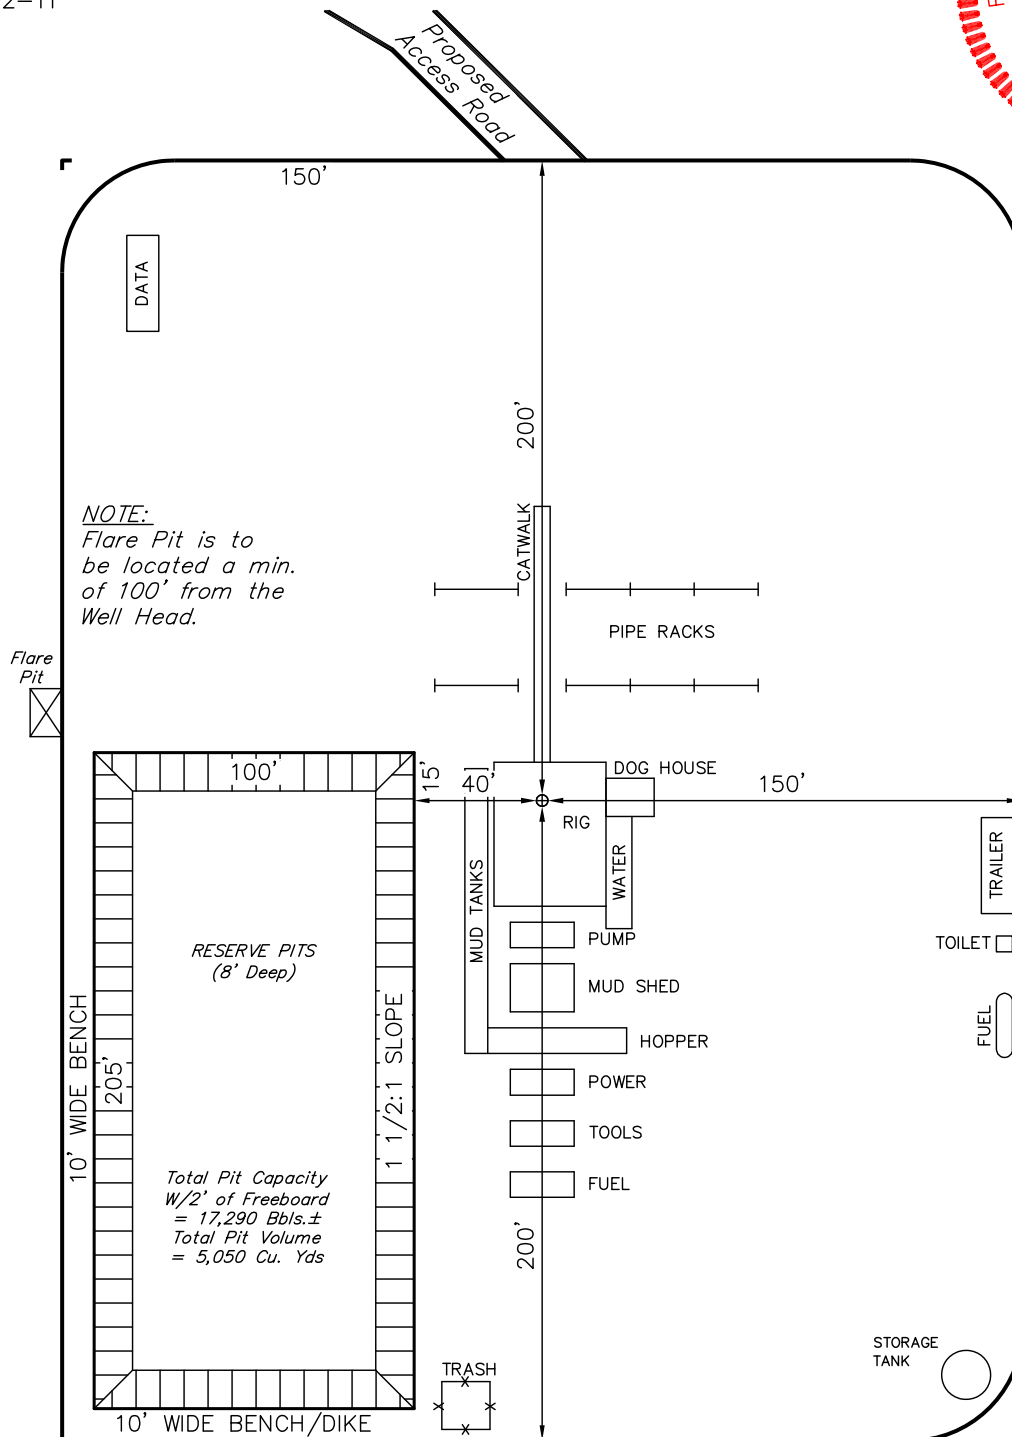 Proposed
Access Road
150'
DATA
200'
CATWALK
NOTE:
Flare Pit is to
be located a min.
of 100' from the
Well Head.
PIPE RACKS
Flare
Pit
100'
15'
40'
DOG HOUSE
150'
RIG
MUD TANKS
WATER
TRAILER
PUMP
TOILET
RESERVE PITS
(8' Deep)
MUD SHED
10' WIDE BENCH
205'
1 1/2:1 SLOPE
FUEL
HOPPER
POWER
TOOLS
FUEL
Total Pit Capacity
W/2' of Freeboard
= 17,290 Bbls.±
Total Pit Volume
= 5,050 Cu. Yds
200'
STORAGE
TANK
TRASH
10' WIDE BENCH/DIKE